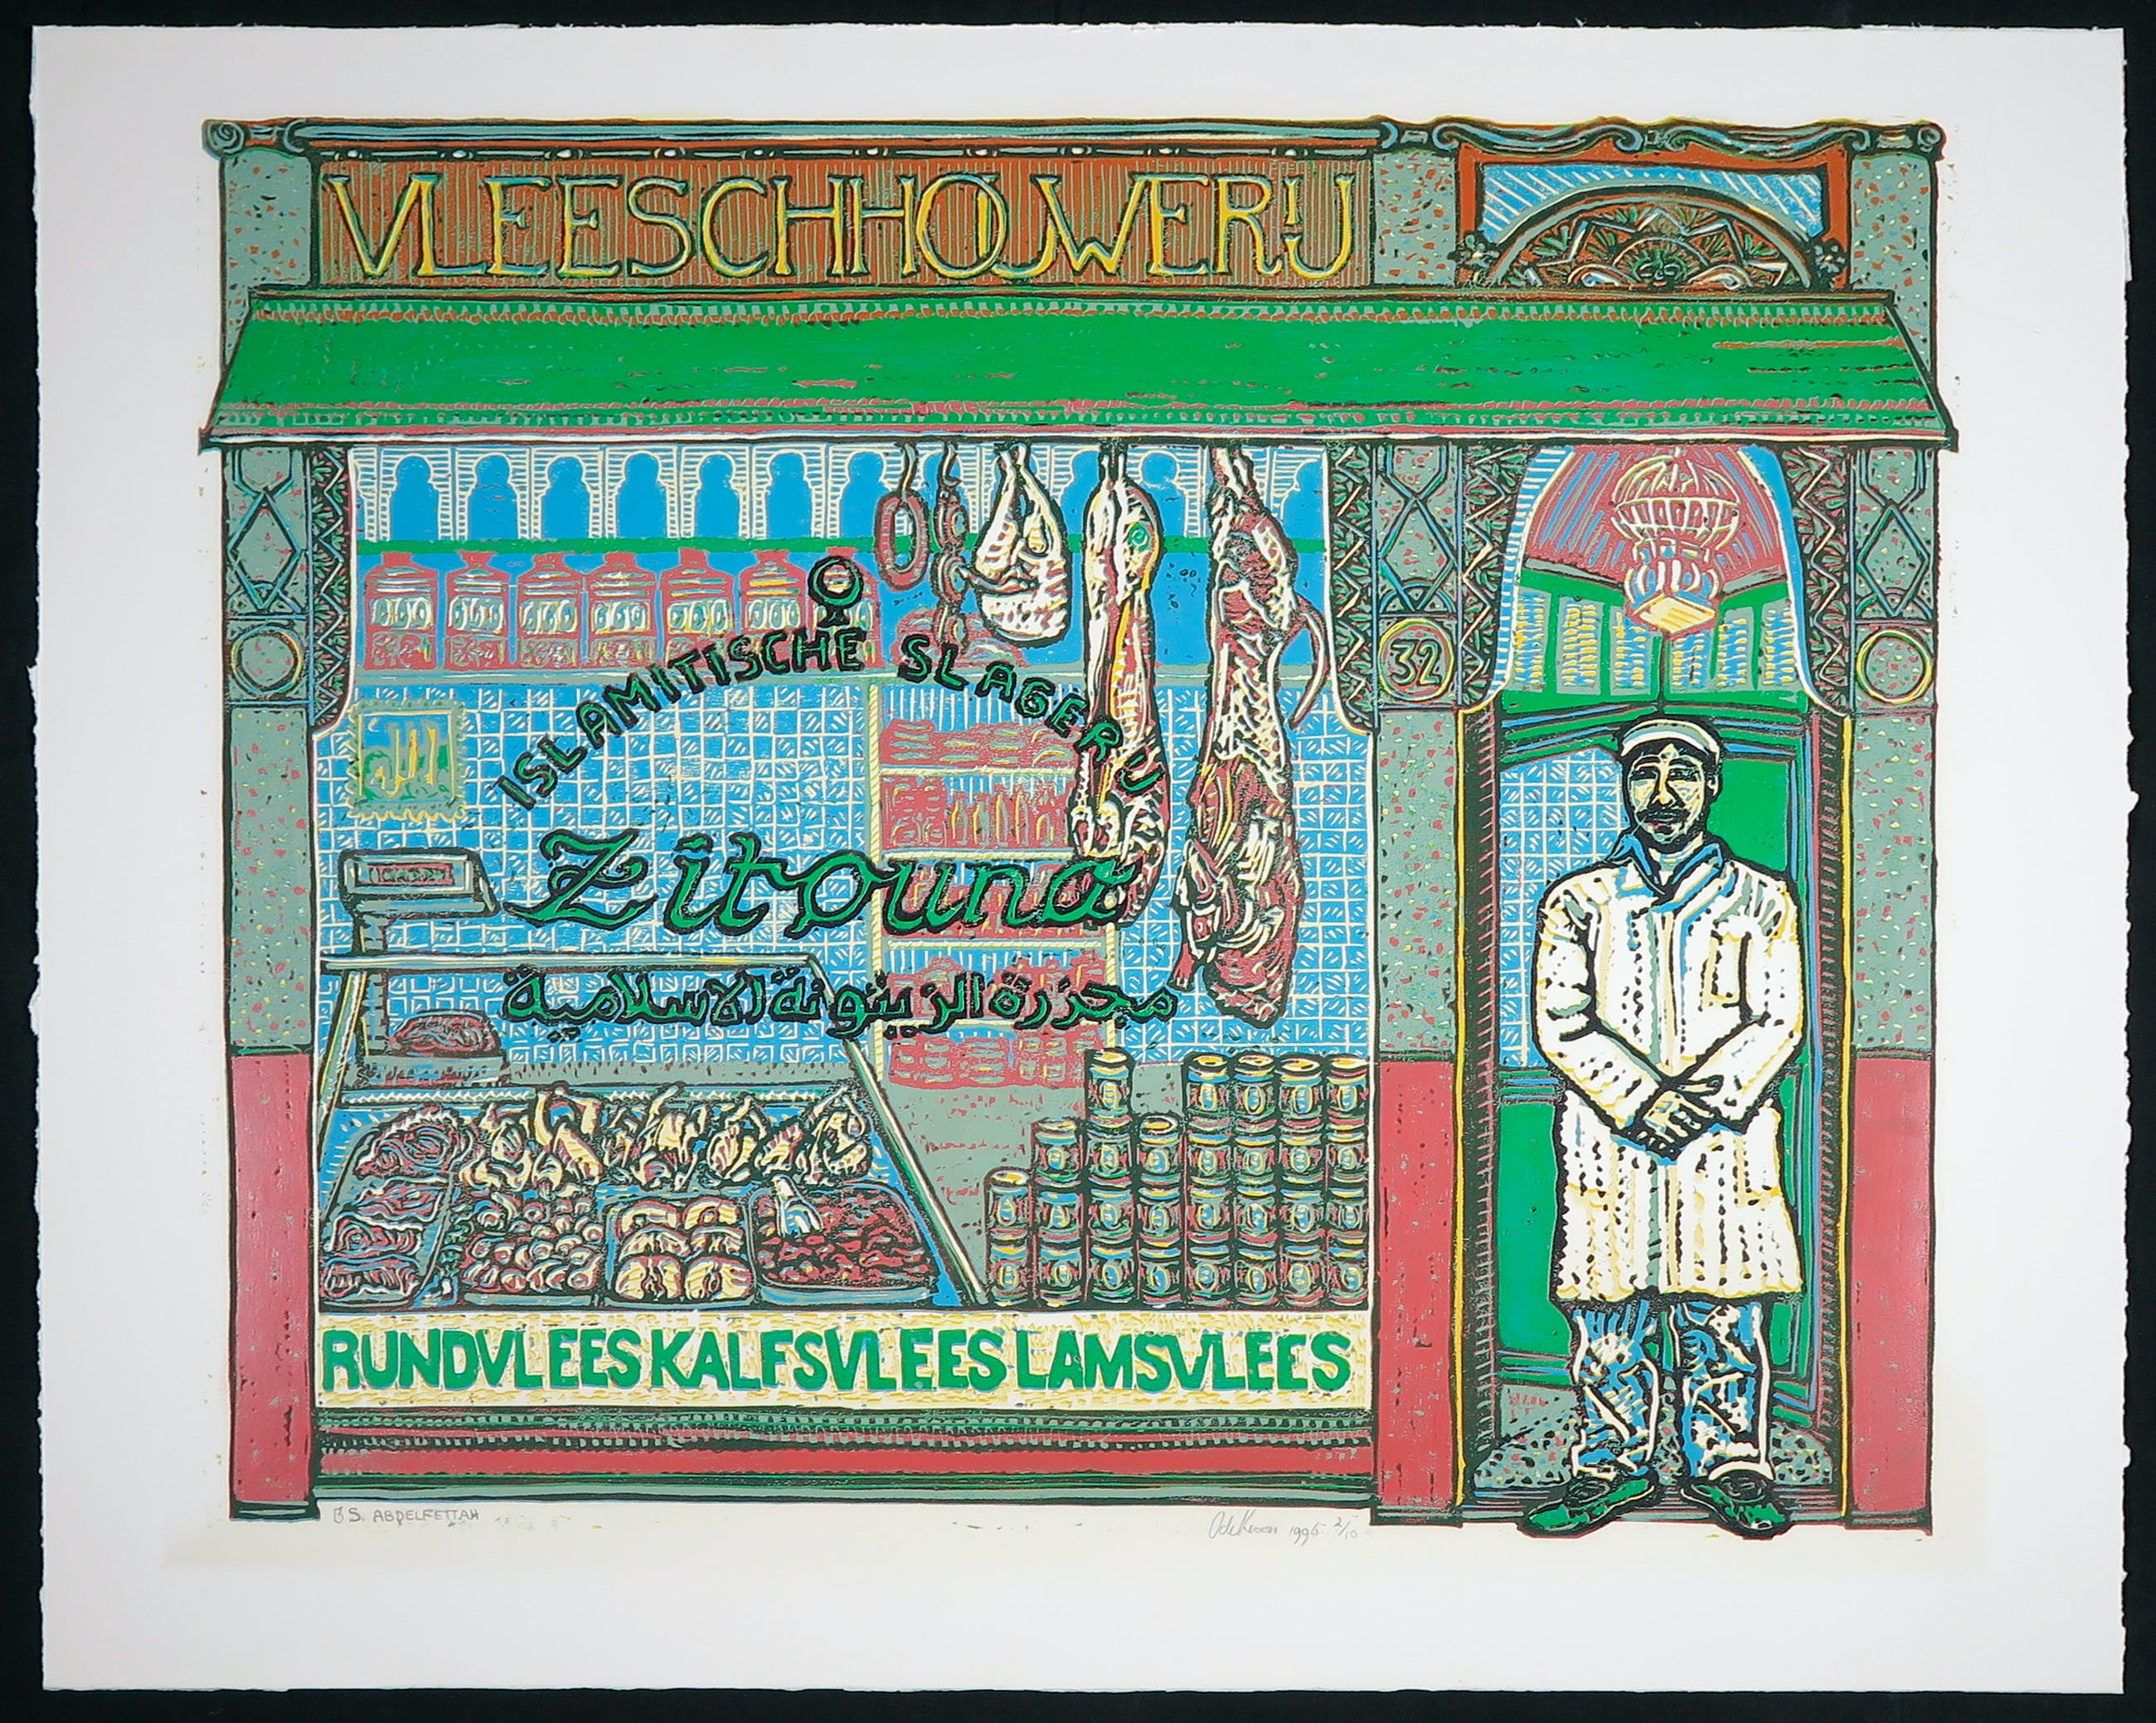 VLEESCHHOUWERIJ
ISLAMITISCHE SLAGERIJ
32
Zitouna
مجزرة الزيتونة الاسلامية
RUNDVLEES KALFSVLEES LAMSVLEES
S. ABDELFETTAH
1995 2/10